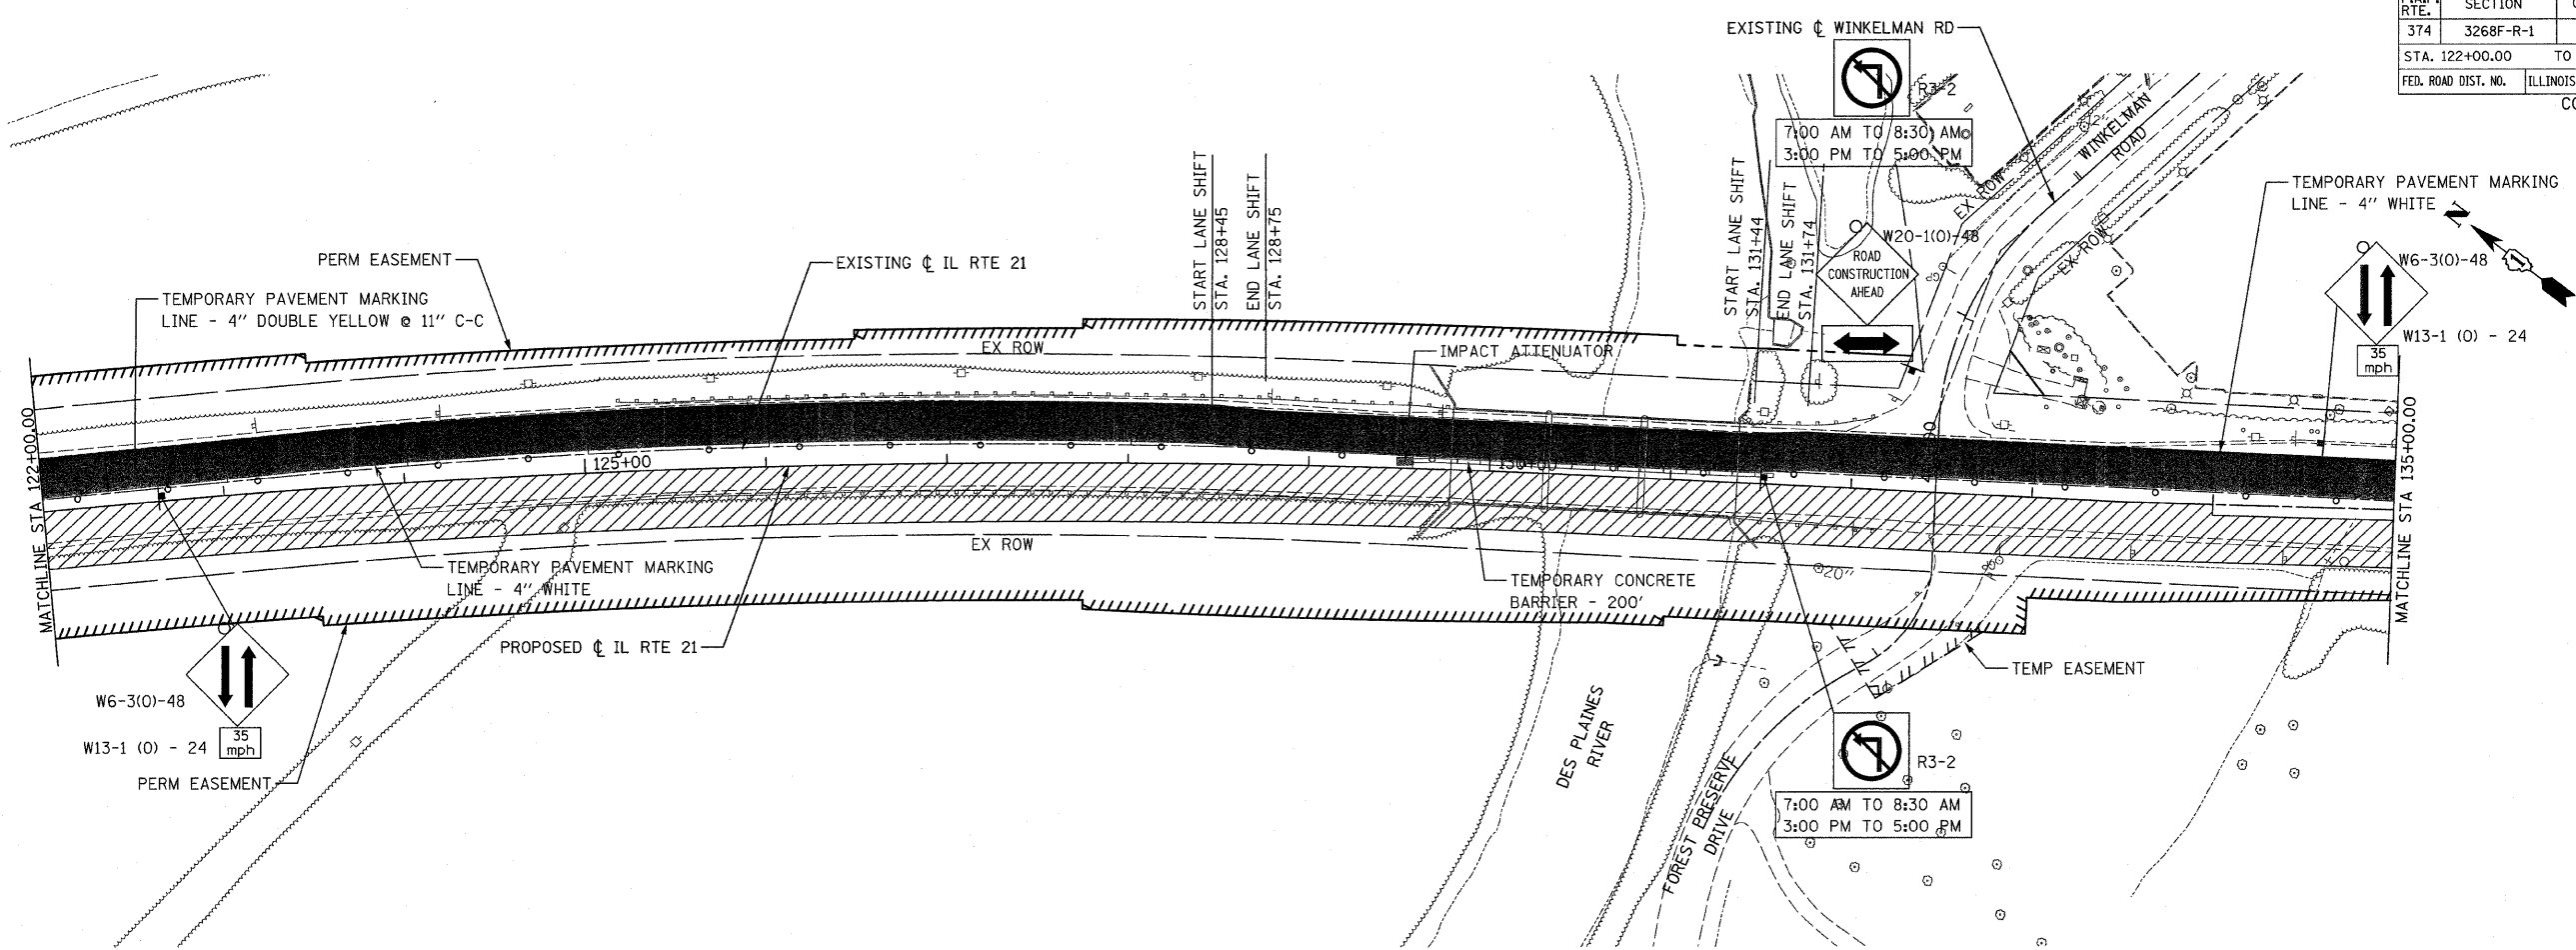 RTE.
SECTION
374
3268F-R-1
STA. 122+00.00 TO
FED. ROAD DIST. NO.
ILLINOIS
EXISTING ℄ WINKELMAN RD
R3-2
7:00 AM TO 8:30 AM
3:00 PM TO 5:00 PM
WINKELMAN
ROAD
EX ROW
EX ROW
TEMPORARY PAVEMENT MARKING
LINE - 4" WHITE
N
1
W6-3(O)-48
W13-1 (O) - 24
35
mph
START LANE SHIFT
STA. 128+45
END LANE SHIFT
STA. 128+75
START LANE SHIFT
STA. 131+44
END LANE SHIFT
STA. 131+74
W20-1(O)-48
ROAD
CONSTRUCTION
AHEAD
PERM EASEMENT
EXISTING ℄ IL RTE 21
TEMPORARY PAVEMENT MARKING
LINE - 4" DOUBLE YELLOW @ 11" C-C
EX ROW
IMPACT ATTENUATOR
MATCHLINE STA 122+00.00
125+00
130+00
MATCHLINE STA 135+00.00
EX ROW
TEMPORARY PAVEMENT MARKING
LINE - 4" WHITE
TEMPORARY CONCRETE
BARRIER - 200'
20"
PROPOSED ℄ IL RTE 21
TEMP EASEMENT
W6-3(O)-48
W13-1 (O) - 24
35
mph
PERM EASEMENT
DES PLAINES
RIVER
FOREST PRESERVE
DRIVE
R3-2
7:00 AM TO 8:30 AM
3:00 PM TO 5:00 PM